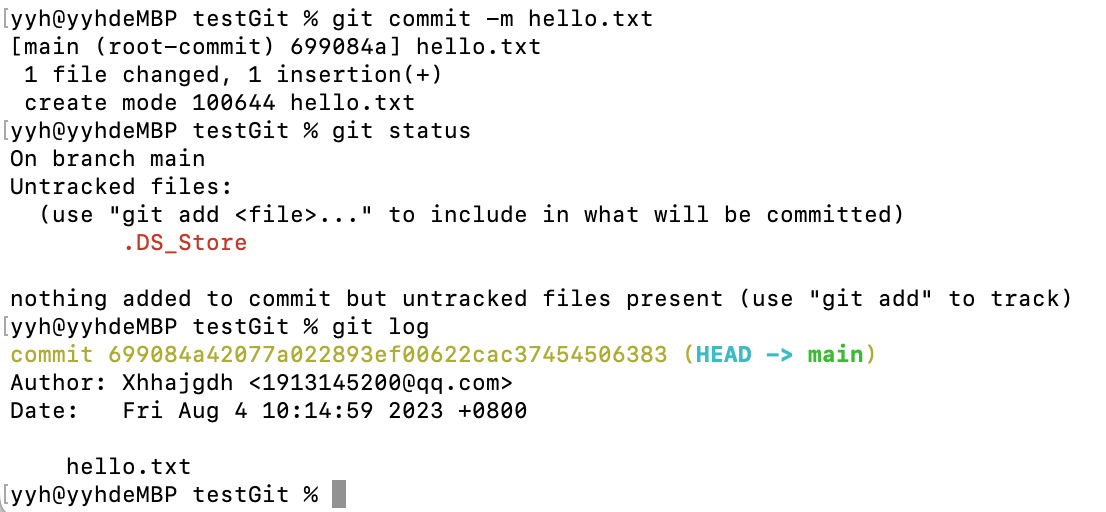 [yyh@yyhdeMBP testGit % git commit -m hello.txt
[main (root-commit) 699084a] hello.txt
 1 file changed, 1 insertion(+)
 create mode 100644 hello.txt
[yyh@yyhdeMBP testGit % git status
On branch main
Untracked files:
  (use "git add <file>..." to include in what will be committed)
        .DS_Store

nothing added to commit but untracked files present (use "git add" to track)
[yyh@yyhdeMBP testGit % git log
commit 699084a42077a022893ef00622cac37454506383 (HEAD -> main)
Author: Xhhajgdh <1913145200@qq.com>
Date:   Fri Aug 4 10:14:59 2023 +0800

    hello.txt
[yyh@yyhdeMBP testGit %